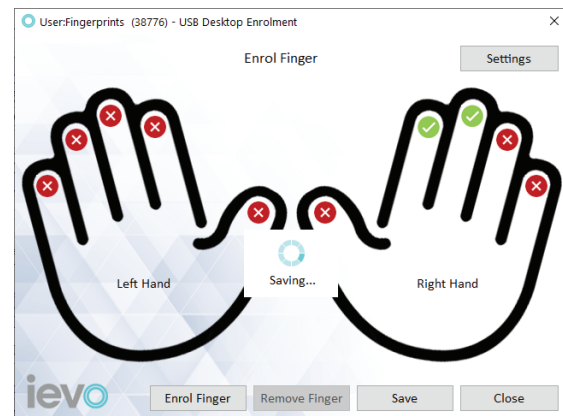 User:Fingerprints (38776) - USB Desktop Enrolment
Enrol Finger
Settings
Left Hand
Saving...
Right Hand
ievo
Enrol Finger
Remove Finger
Save
Close